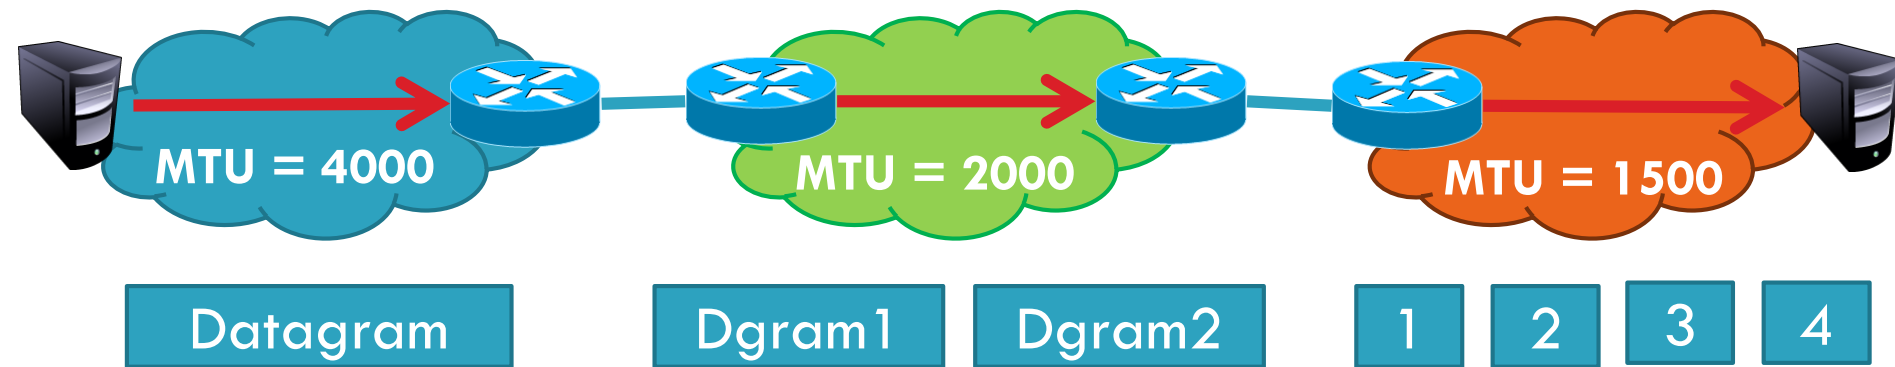 MTU = 4000
MTU = 2000
MTU = 1500
Datagram
Dgram1
Dgram2
1
2
3
4